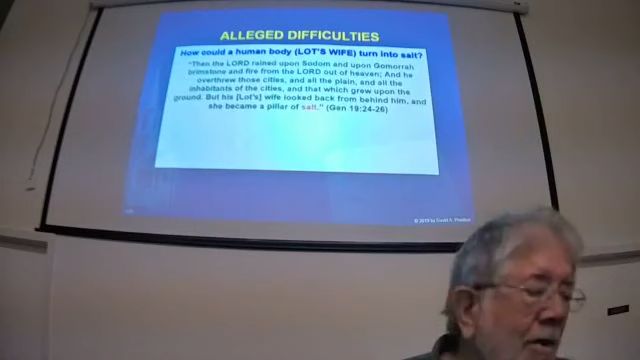 ALLEGED DIFFICULTIES
How could a human body (LOT'S WIFE) turn into salt?
"Then the LORD rained upon Sodom and upon Gomorrah
brimstone and fire from the LORD out of heaven; And he
overthrew those cities, and all the plain, and all the
inhabitants of the cities, and that which grew upon the
ground. But his [Lot's] wife looked back from behind him, and
she became a pillar of salt." (Gen 19:24-26)